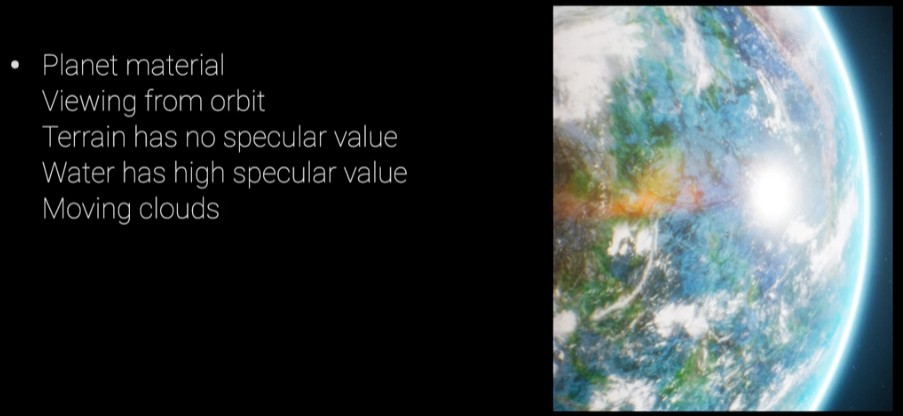 • Planet material
Viewing from orbit
Terrain has no specular value
Water has high specular value
Moving clouds